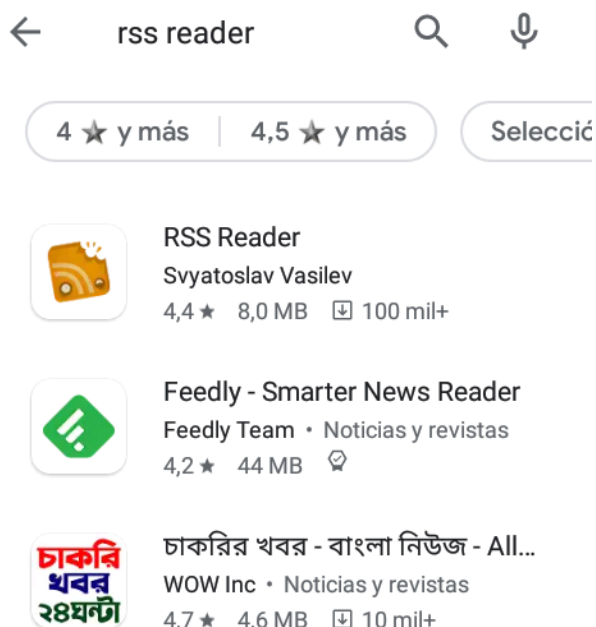 rss reader
4 ★ y más
4,5 ★ y más
Selecció
RSS Reader
Svyatoslav Vasilev
4,4 ★ 8,0 MB 100 mil+
Feedly - Smarter News Reader
Feedly Team • Noticias y revistas
4,2 ★ 44 MB
চাকরি
খবর
২৪ঘন্টা
চাকরির খবর - বাংলা নিউজ - All...
WOW Inc • Noticias y revistas
4,7 ★ 4,6 MB 10 mil+